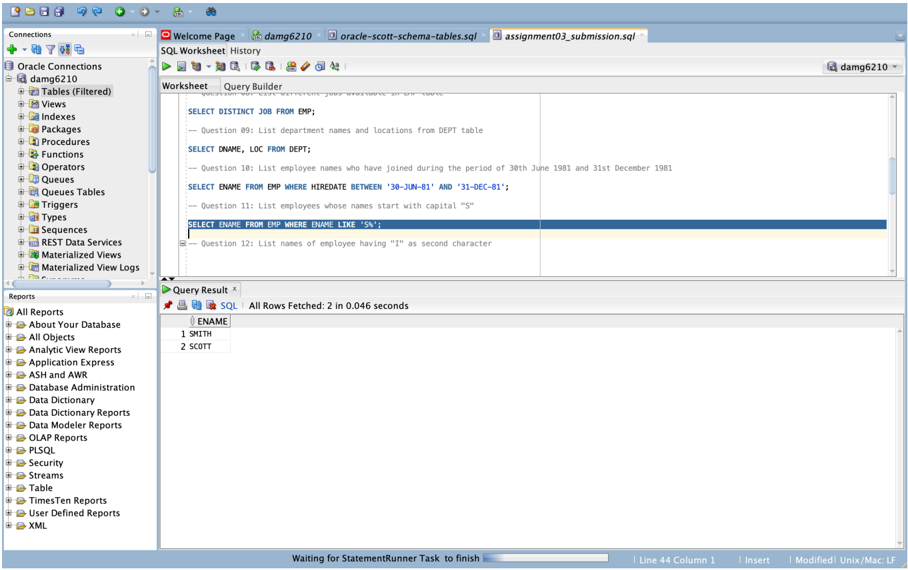 Connections
Oracle Connections
damg6210
Tables (Filtered)
Views
Indexes
Packages
Procedures
Functions
Operators
Queues
Queues Tables
Triggers
Types
Sequences
REST Data Services
Materialized Views
Materialized View Logs
Reports
All Reports
About Your Database
All Objects
Analytic View Reports
Application Express
ASH and AWR
Database Administration
Data Dictionary
Data Dictionary Reports
Data Modeler Reports
OLAP Reports
PLSQL
Security
Streams
Table
TimesTen Reports
User Defined Reports
XML
Welcome Page damg6210 oracle-scott-schema-tables.sql assignment03_submission.sql
SQL Worksheet History
damg6210
Worksheet Query Builder
SELECT DISTINCT JOB FROM EMP;
-- Question 09: List department names and locations from DEPT table
SELECT DNAME, LOC FROM DEPT;
-- Question 10: List employee names who have joined during the period of 30th June 1981 and 31st December 1981
SELECT ENAME FROM EMP WHERE HIREDATE BETWEEN '30-JUN-81' AND '31-DEC-81';
-- Question 11: List employees whose names start with capital "S"
SELECT ENAME FROM EMP WHERE ENAME LIKE 'S%';
-- Question 12: List names of employee having "I" as second character
Query Result
SQL | All Rows Fetched: 2 in 0.046 seconds
ENAME
1 SMITH
2 SCOTT
Waiting for StatementRunner Task to finish | Line 44 Column 1 | Insert | Modified | Unix/Mac: LF